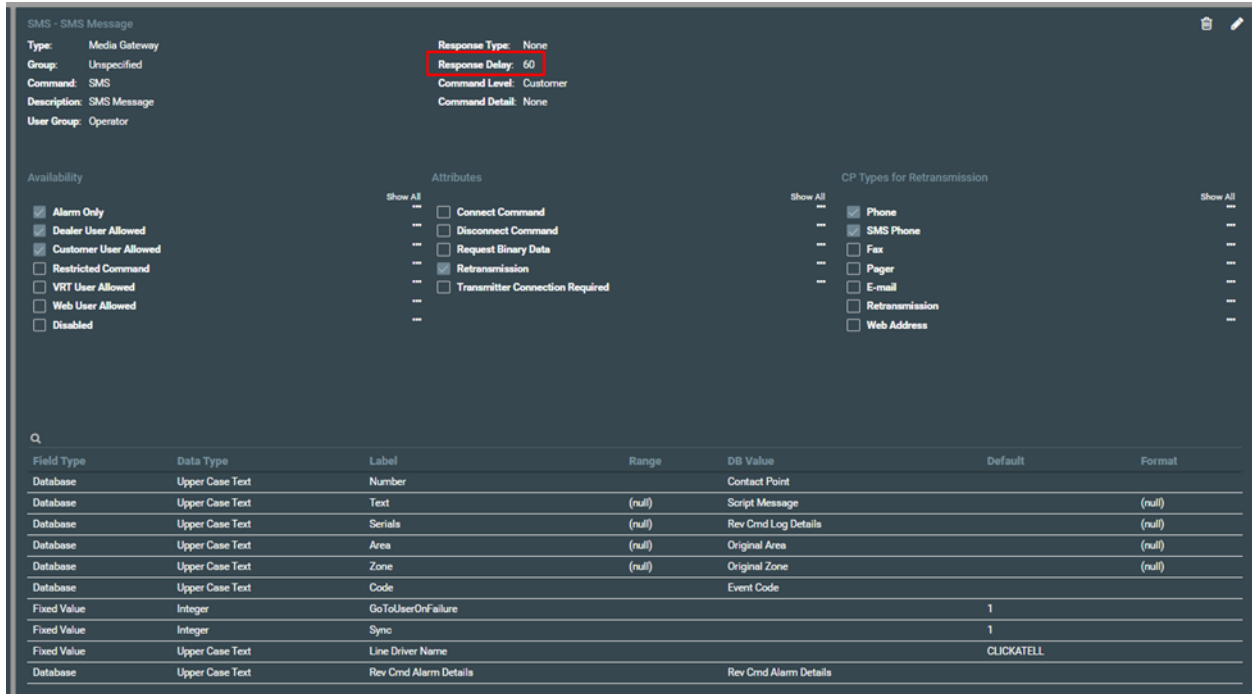 SMS - SMS Message
Type: Media Gateway
Group: Unspecified
Command: SMS
Description: SMS Message
User Group: Operator
Response Type: None
Response Delay: 60
Command Level: Customer
Command Detail: None
Availability
Show All
Alarm Only
Dealer User Allowed
Customer User Allowed
Restricted Command
VRT User Allowed
Web User Allowed
Disabled
Attributes
Show All
Connect Command
Disconnect Command
Request Binary Data
Retransmission
Transmitter Connection Required
CP Types for Retransmission
Show All
Phone
SMS Phone
Fax
Pager
E-mail
Retransmission
Web Address
Field Type Data Type Label Range DB Value Default Format
Database Upper Case Text Number Contact Point
Database Upper Case Text Text (null) Script Message (null)
Database Upper Case Text Serials (null) Rev Cmd Log Details (null)
Database Upper Case Text Area (null) Original Area (null)
Database Upper Case Text Zone (null) Original Zone (null)
Database Upper Case Text Code Event Code
Fixed Value Integer GoToUserOnFailure 1
Fixed Value Integer Sync 1
Fixed Value Upper Case Text Line Driver Name CLICKATELL
Database Upper Case Text Rev Cmd Alarm Details Rev Cmd Alarm Details